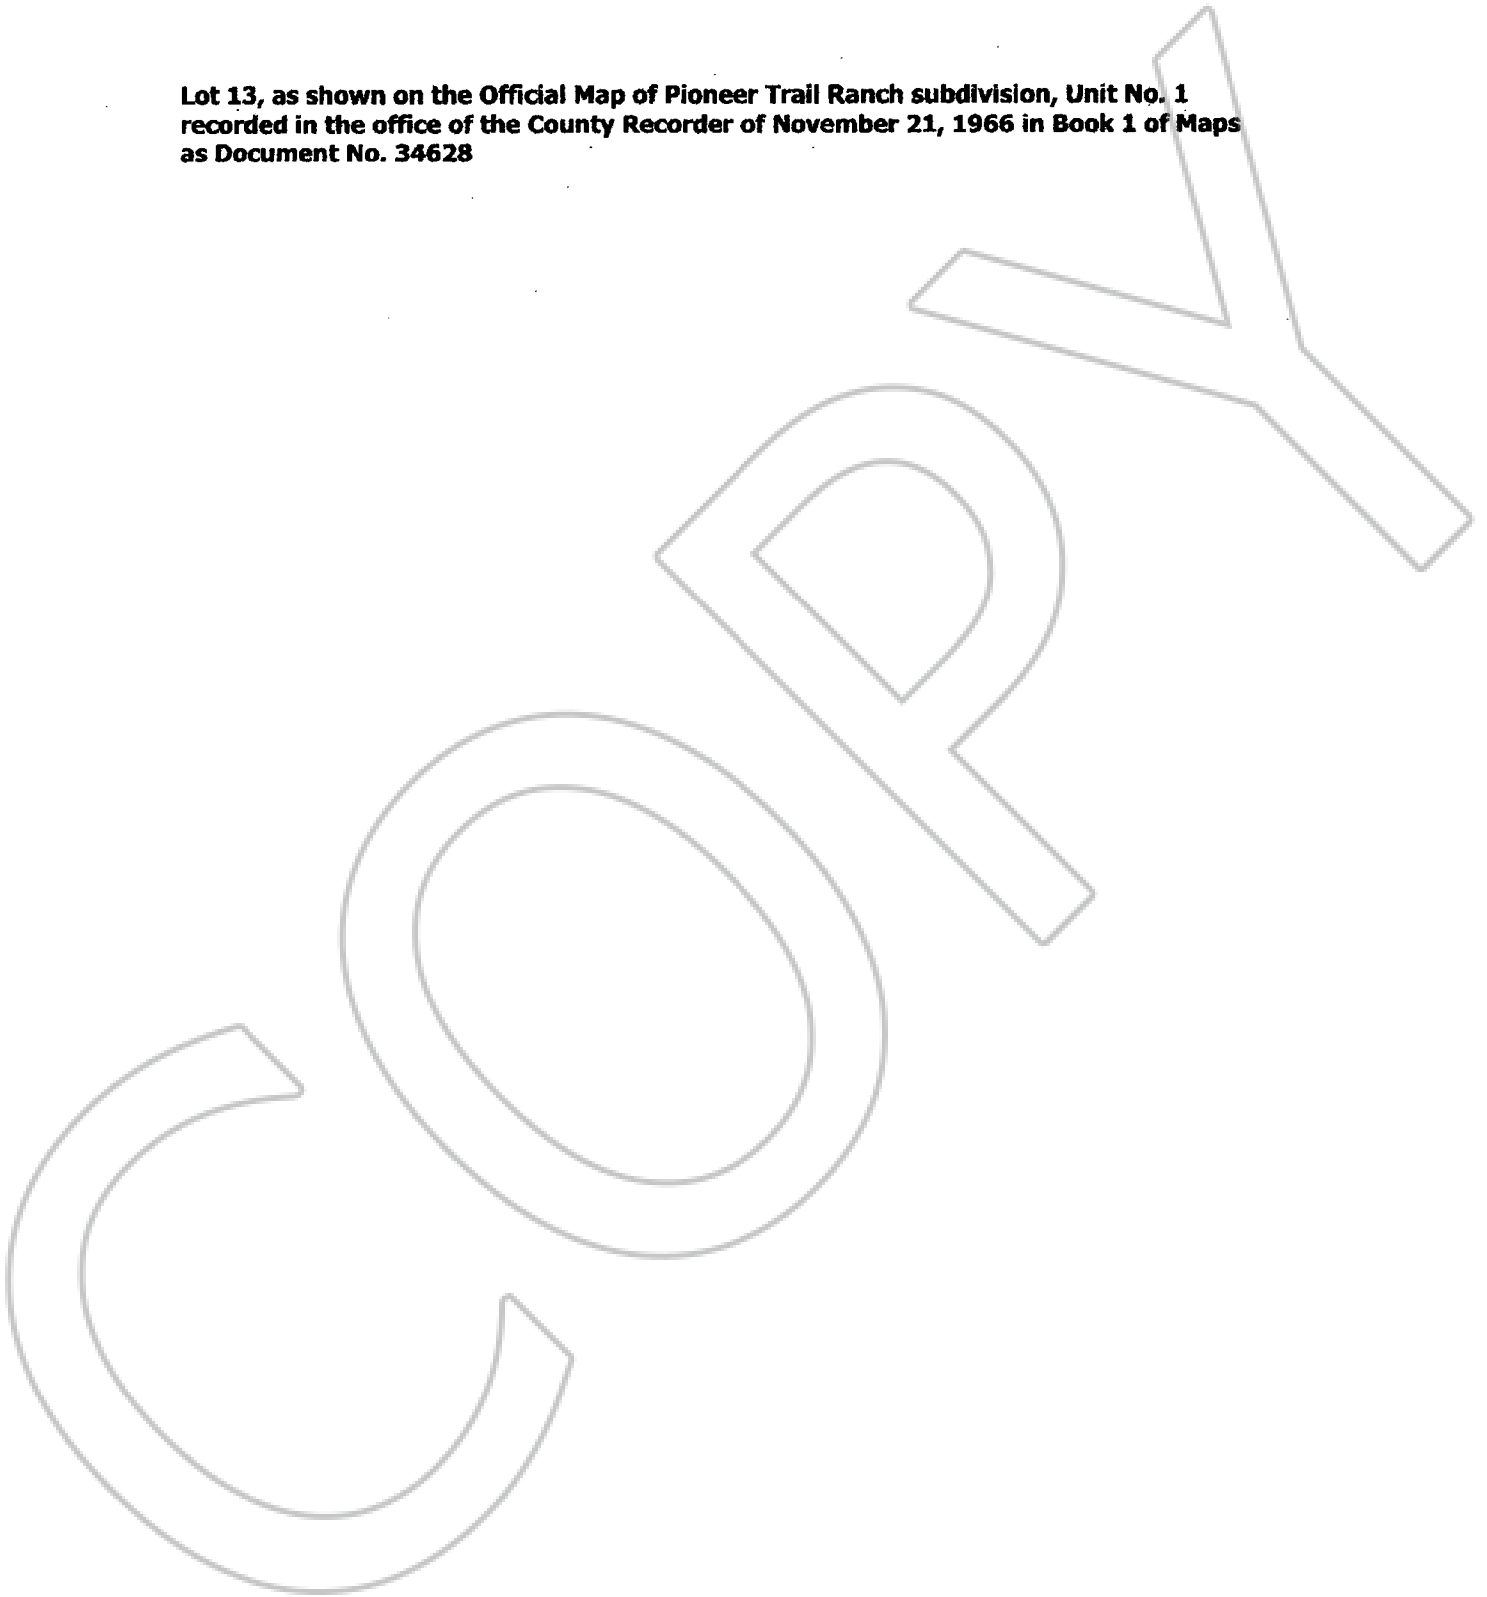 Lot 13, as shown on the Official Map of Pioneer Trail Ranch subdivision, Unit No. 1
recorded in the office of the County Recorder of November 21, 1966 in Book 1 of Maps
as Document No. 34628
COPY